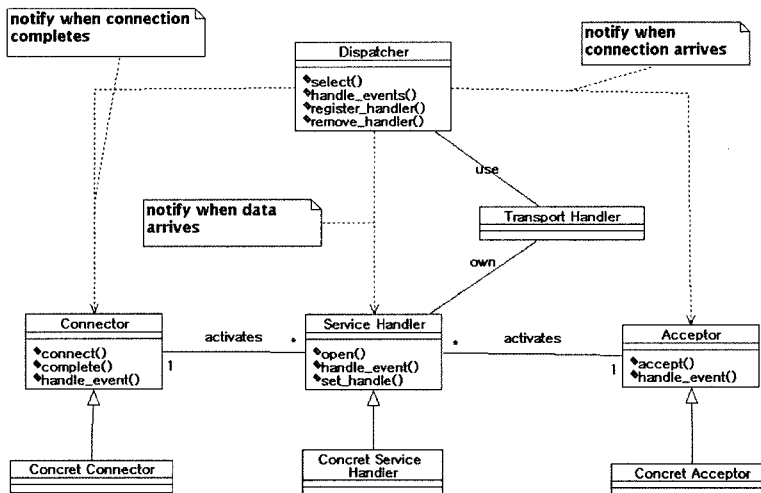 notify when connection
completes
Dispatcher
select()
handle_events()
register_handler()
remove_handler()
notify when
connection arrives
use
notify when data
arrives
Transport Handler
own
Connector
connect()
complete()
handle_event()
activates
1
*
Service Handler
open()
handle_event()
set_handle()
*
activates
1
Acceptor
accept()
handle_event()
Concret Connector
Concret Service
Handler
Concret Acceptor